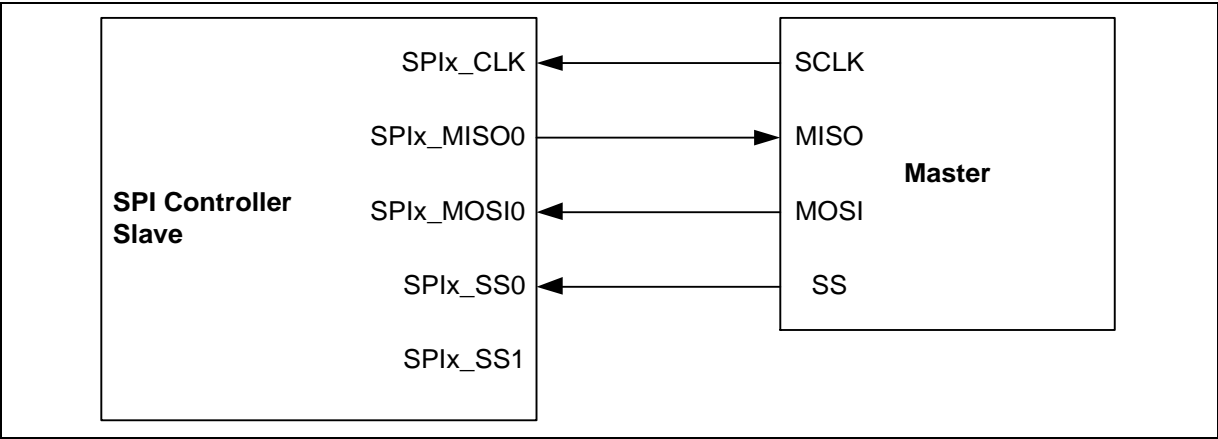 SPIx_CLK
SCLK
SPIx_MISO0
MISO
Master
SPI Controller
Slave
SPIx_MOSI0
MOSI
SPIx_SS0
SS
SPIx_SS1